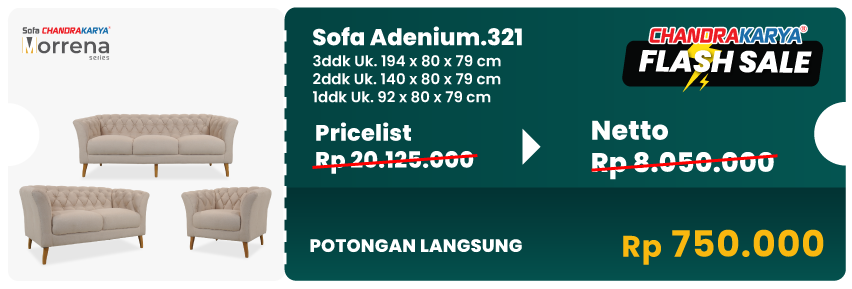 Sofa CHANDRAKARYA®
Morrena
series
Sofa Adenium.321
3ddk Uk. 194 x 80 x 79 cm
2ddk Uk. 140 x 80 x 79 cm
1ddk Uk. 92 x 80 x 79 cm
CHANDRAKARYA®
FLASH SALE
Pricelist
Rp 20.125.000
Netto
Rp 8.050.000
POTONGAN LANGSUNG
Rp 750.000